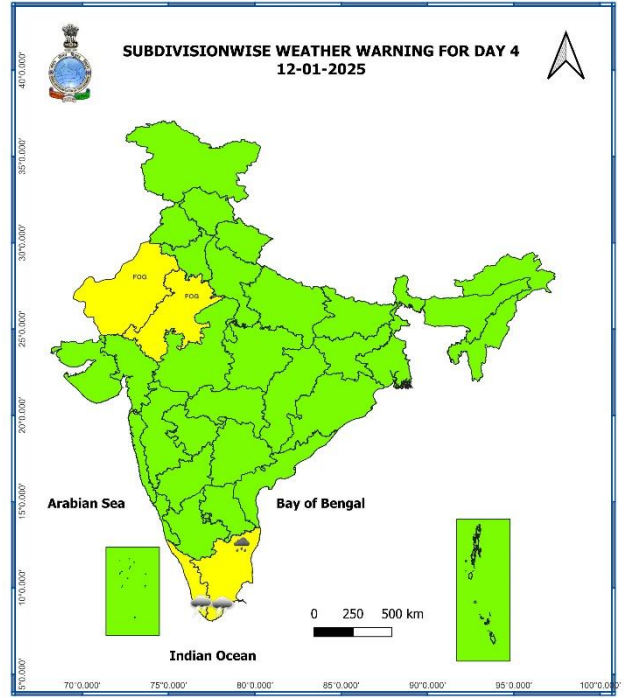 SUBDIVISIONWISE WEATHER WARNING FOR DAY 4
12-01-2025
40°0.000'
35°0.000'
30°0.000'
FOG
FOG
25°0.000'
20°0.000'
15°0.000'
Arabian Sea
Bay of Bengal
10°0.000'
0 250 500 km
Indian Ocean
5°0.000'
70°0.000' 75°0.000' 80°0.000' 85°0.000' 90°0.000' 95°0.000' 100°0.000'